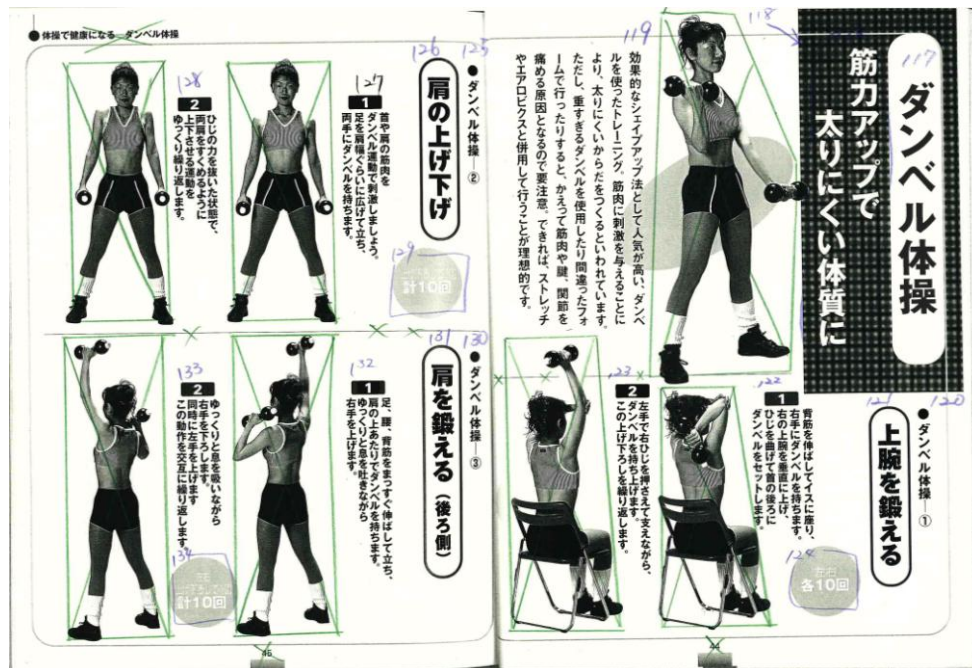 ダンベル体操
筋力アップで
太りにくい体質に
効果的なシェイプアップ法として人気が高い、ダンベ
ルを使ったトレーニング。筋肉に刺激を与えることに
より、太りにくいからだをつくるといわれています。
ただし、重すぎるダンベルを使用したり間違ったフォ
ームで行ったりすると、かえって筋肉や腱、関節を
痛める原因となるので要注意。できれば、ストレッチ
やエアロビクスと併用して行うことが理想的です。
117
118
119
●ダンベル体操―①
120
上腕を鍛える
121
1
背筋を伸ばしてイスに座り、
右手にダンベルを持ちます。
右の上腕を垂直に上げ、
ひじを曲げて首の後ろに
ダンベルをセットします。
122
2
左手で右ひじを押さえて支えながら、
ダンベルを持ち上げます。
この上げ下ろしを繰り返します。
123
左右
各10回
124
44
●体操で健康になる ダンベル体操
●ダンベル体操―②
125
肩の上げ下げ
126
1
首や肩の筋肉を
ダンベル運動で刺激しましょう。
足を肩幅ぐらいに広げて立ち、
両手にダンベルを持ちます。
127
2
ひじの力を抜いた状態で、
両肩をすくめるように
上下させる運動を
ゆっくり繰り返します。
128
計10回
129
●ダンベル体操―③
130
肩を鍛える(後ろ側)
131
1
足、腰、背筋をまっすぐ伸ばして立ち、
肩の上あたりでダンベルを持ちます。
ゆっくりと息を吐きながら
右手を上げます。
132
2
ゆっくりと息を吸いながら
右手を下ろします。
同時に左手を上げます
この動作を交互に繰り返します。
133
計10回
134
45